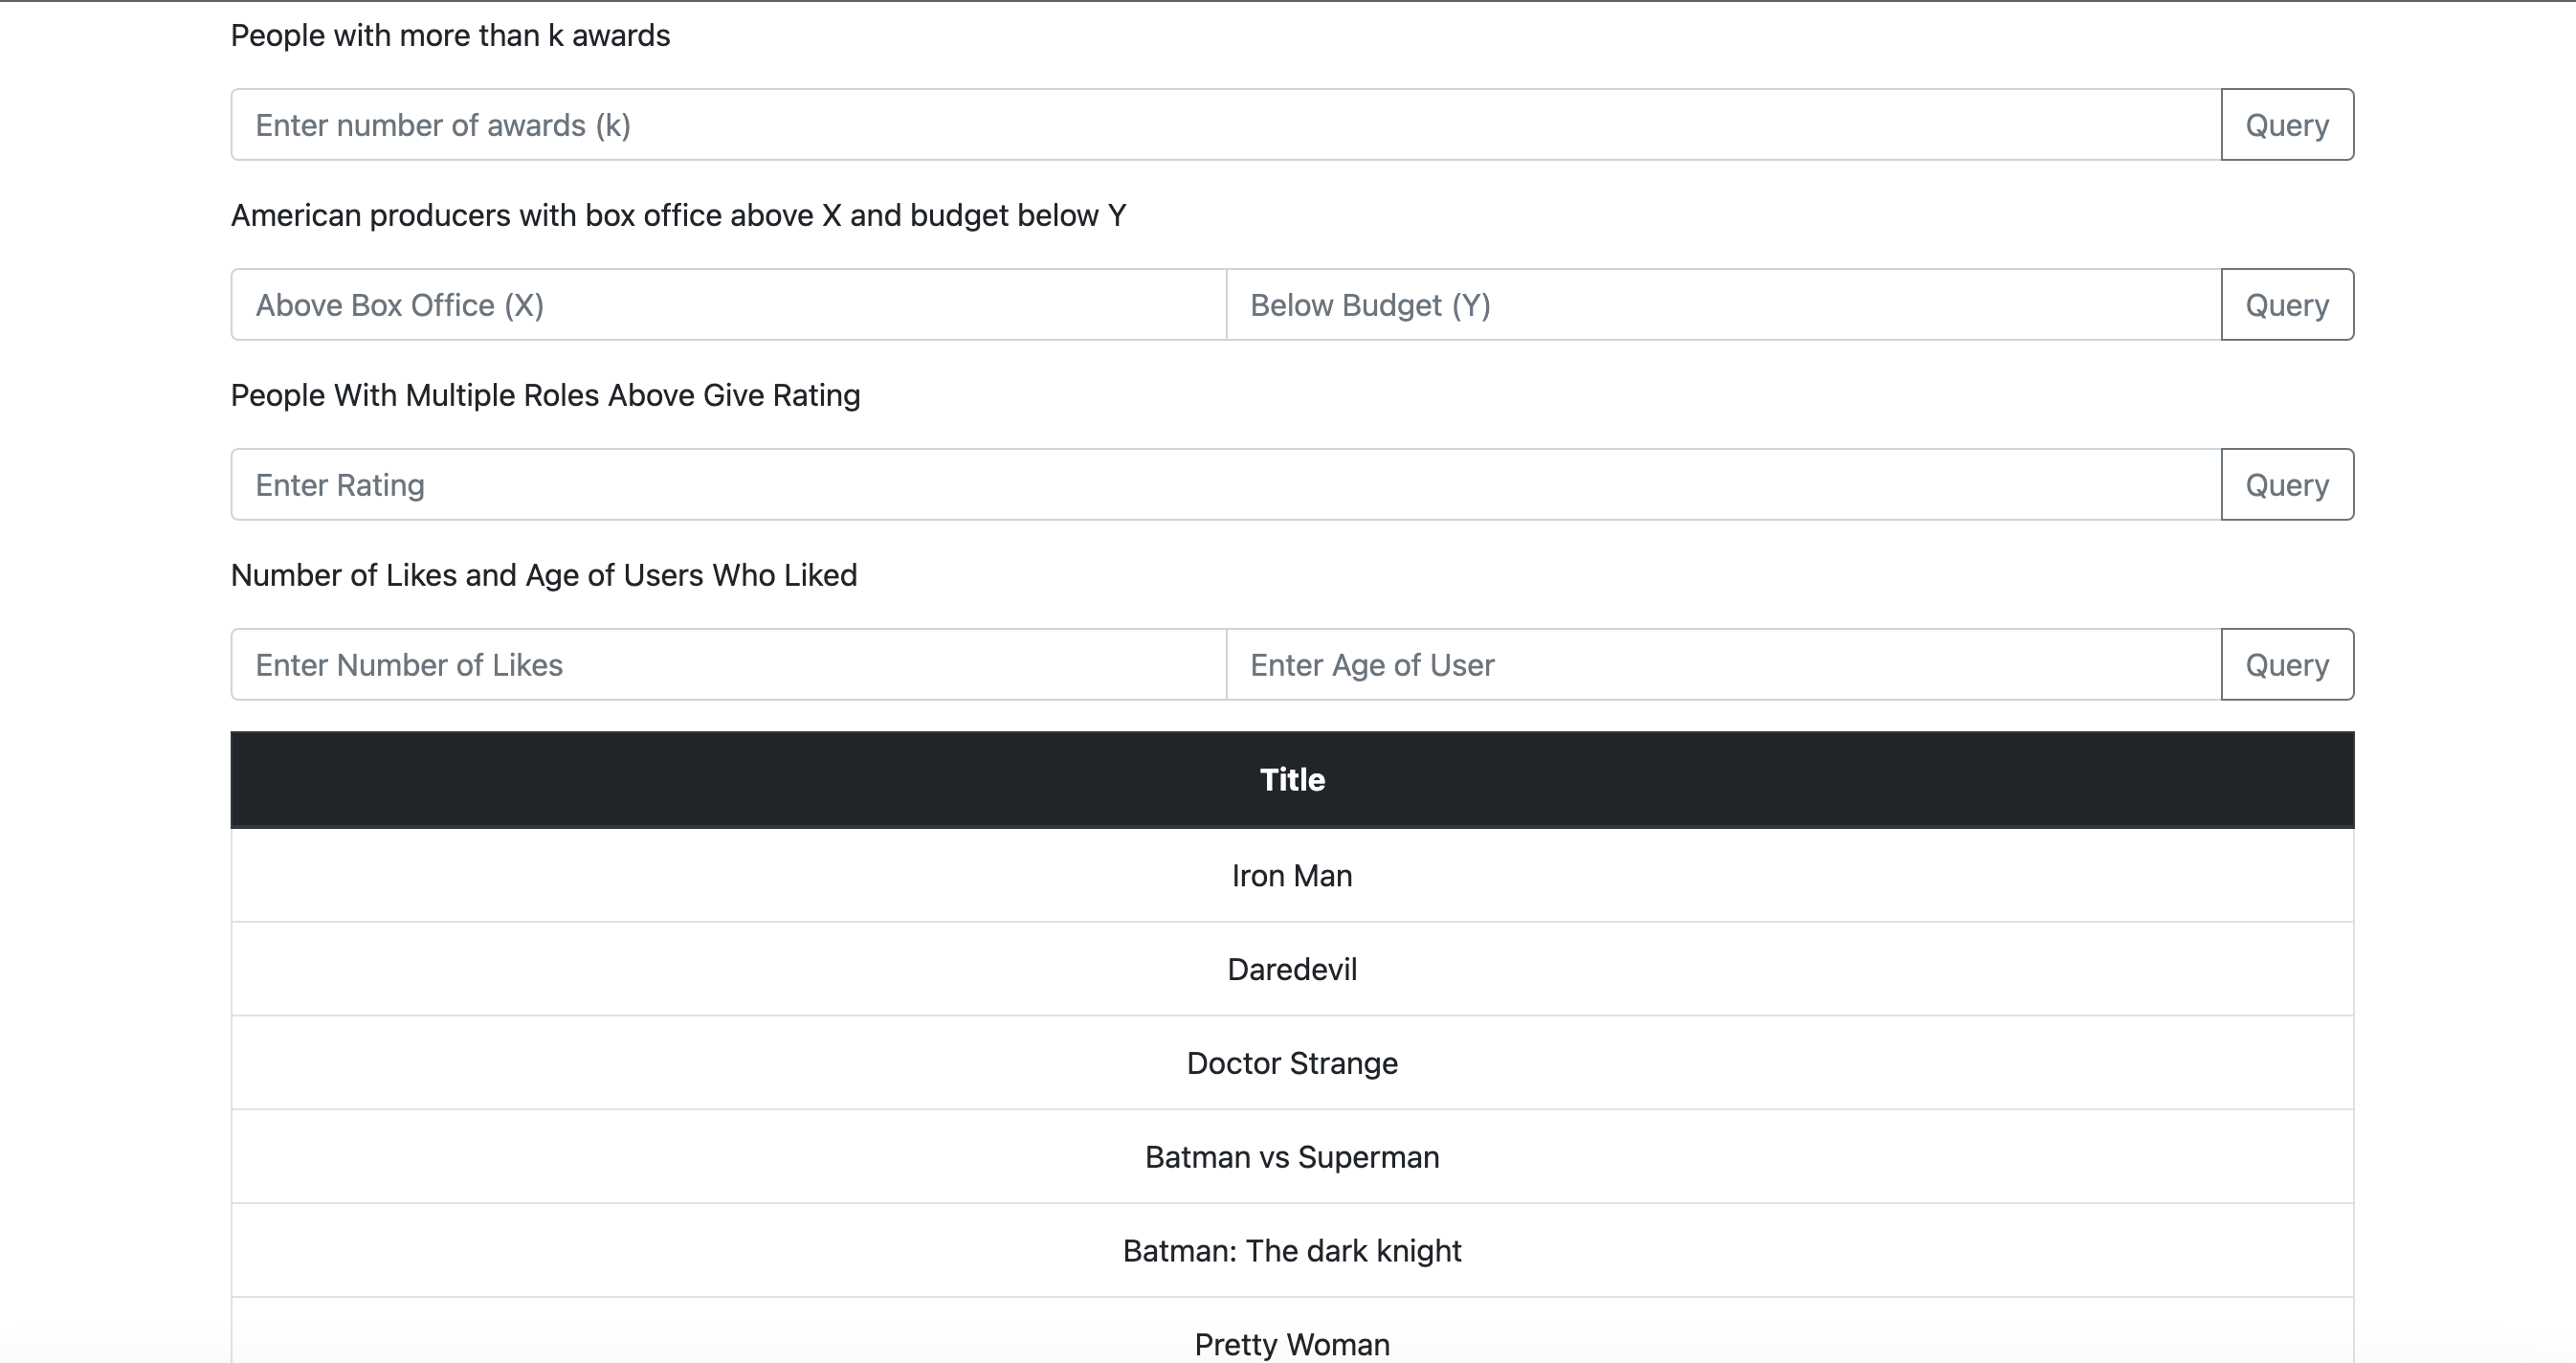 People with more than k awards
Enter number of awards (k) Query
American producers with box office above X and budget below Y
Above Box Office (X) Below Budget (Y) Query
People With Multiple Roles Above Give Rating
Enter Rating Query
Number of Likes and Age of Users Who Liked
Enter Number of Likes Enter Age of User Query
Title
Iron Man
Daredevil
Doctor Strange
Batman vs Superman
Batman: The dark knight
Pretty Woman